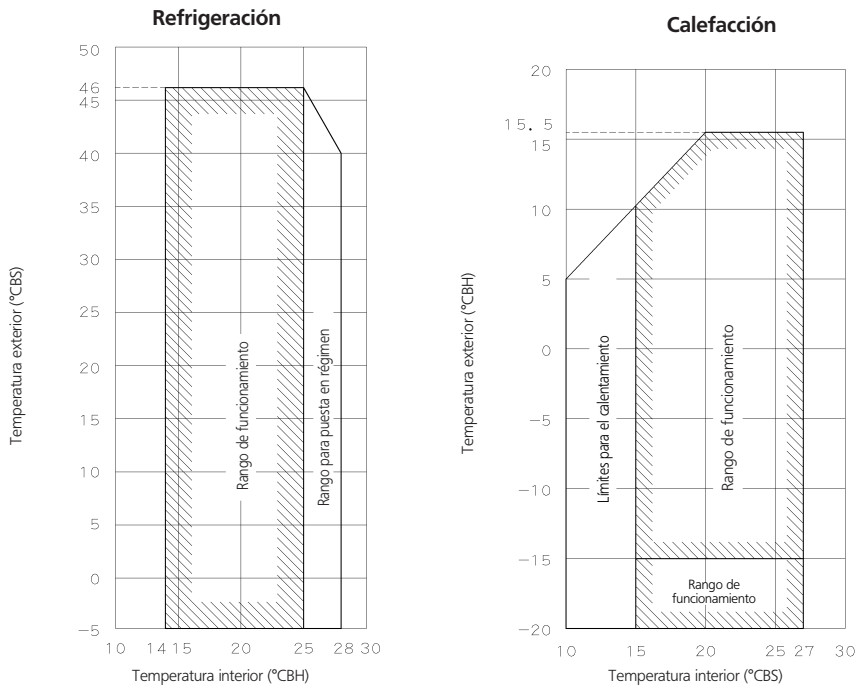 Refrigeración
50
46
45
40
35
30
25
20
15
10
5
0
-5
10 14 15 20 25 28 30
Temperatura exterior (°CBS)
Rango de funcionamiento
Rango para puesta en régimen
Temperatura interior (°CBH)
Calefacción
20
15.5
15
10
5
0
-5
-10
-15
-20
10 15 20 25 27 30
Temperatura exterior (°CBH)
Límites para el calentamiento
Rango de funcionamiento
Rango de
funcionamiento
Temperatura interior (°CBS)